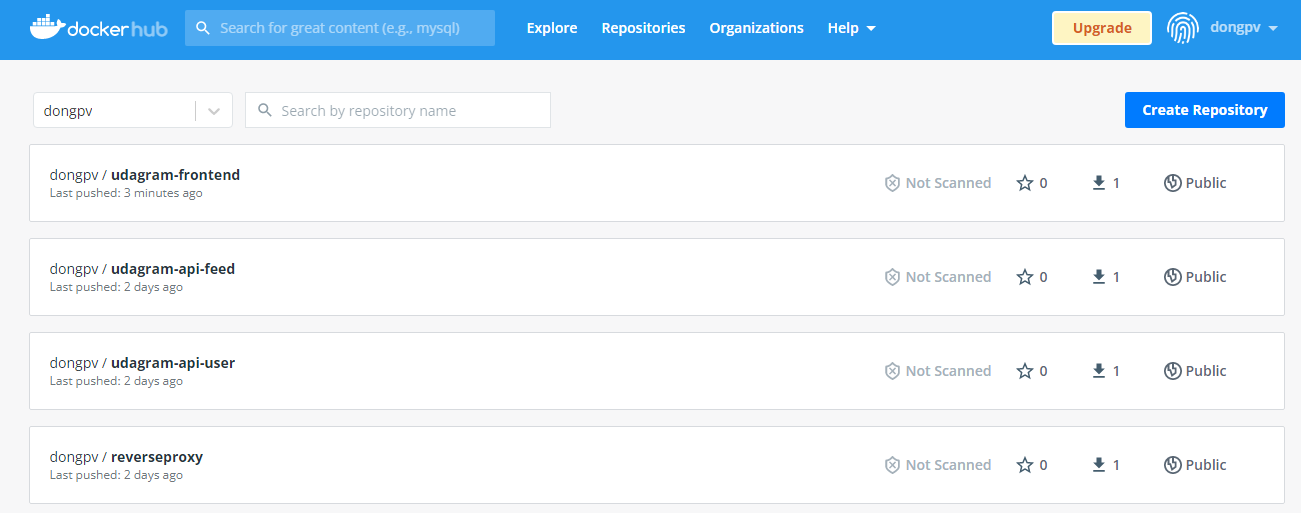 docker hub Search for great content (e.g., mysql) Explore Repositories Organizations Help Upgrade dongpv
dongpv Search by repository name Create Repository
dongpv / udagram-frontend
Last pushed: 3 minutes ago
Not Scanned 0 1 Public
dongpv / udagram-api-feed
Last pushed: 2 days ago
Not Scanned 0 1 Public
dongpv / udagram-api-user
Last pushed: 2 days ago
Not Scanned 0 1 Public
dongpv / reverseproxy
Last pushed: 2 days ago
Not Scanned 0 1 Public